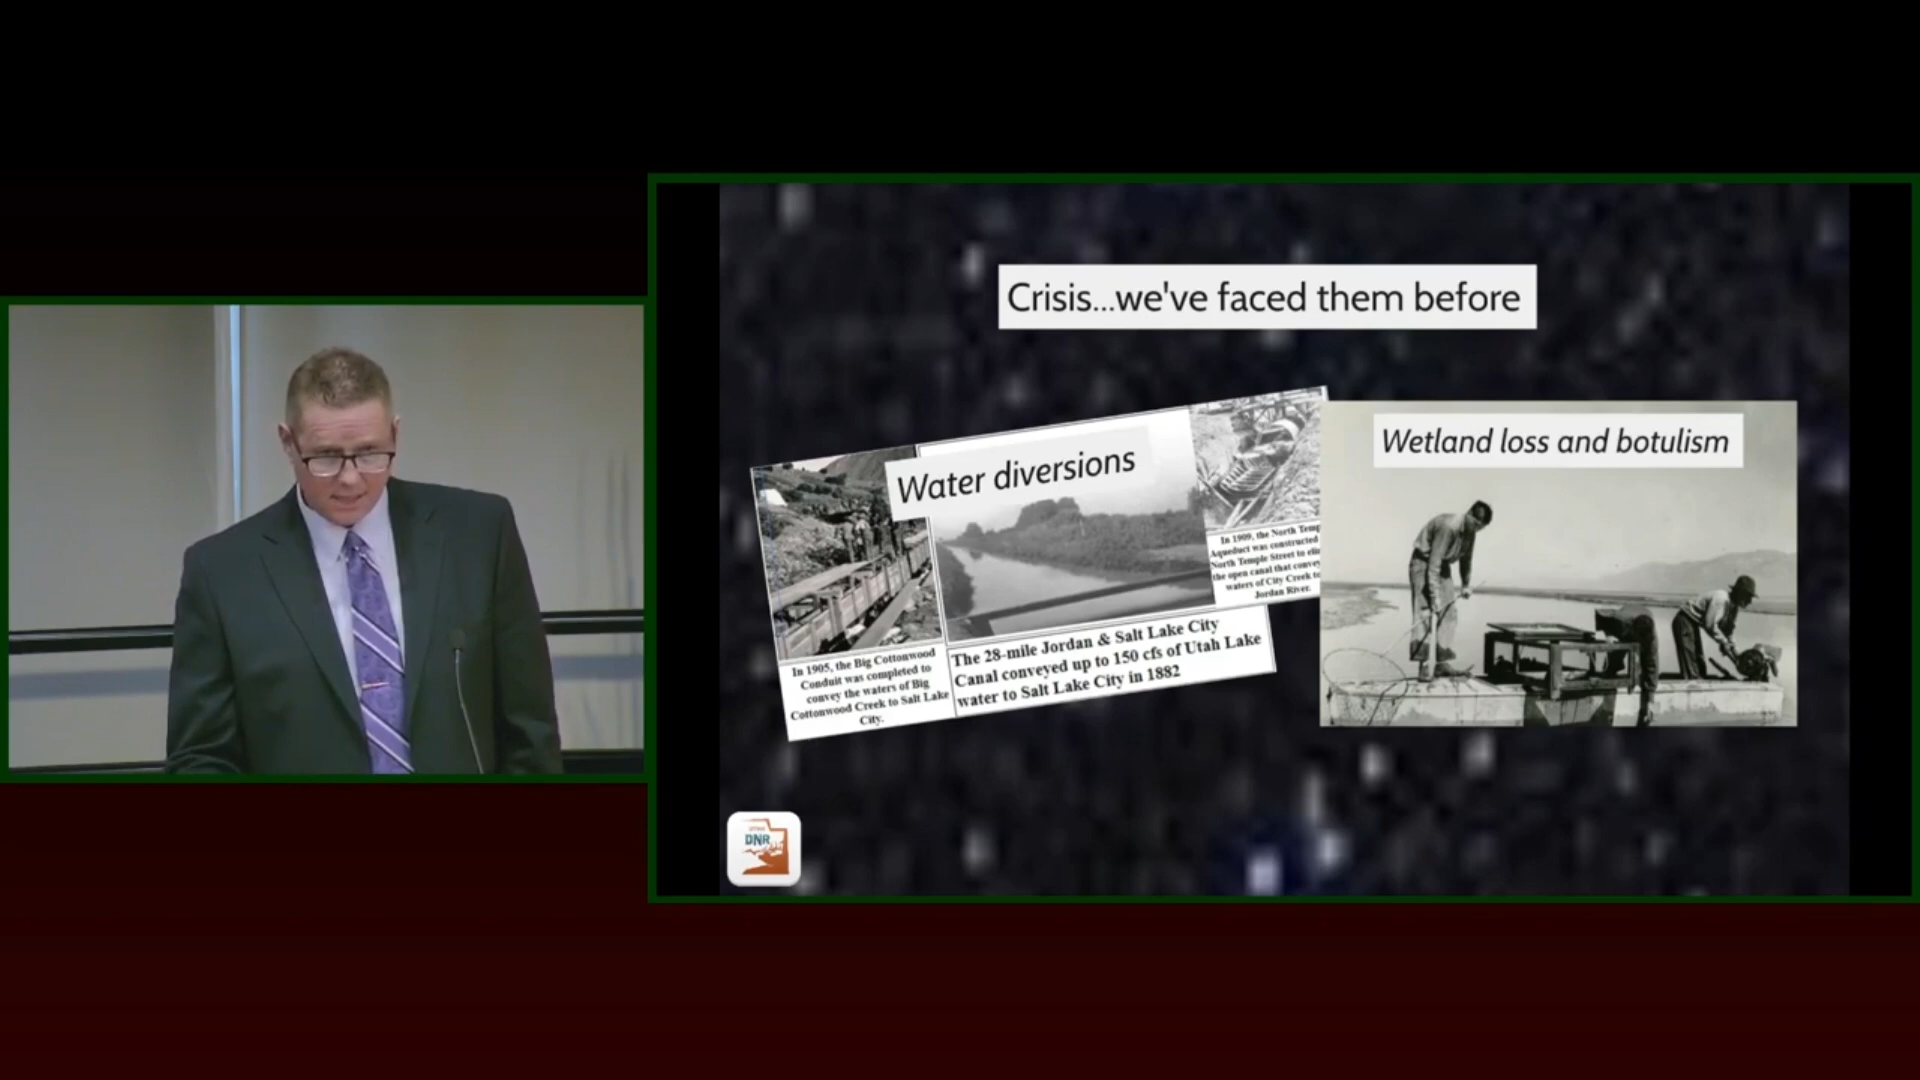 Crisis...we've faced them before
Water diversions
Wetland loss and botulism
In 1905, the Big Cottonwood
Conduit was completed to
convey the waters of Big
Cottonwood Creek to Salt Lake
City.
The 28-mile Jordan & Salt Lake City
Canal conveyed up to 150 cfs of Utah Lake
water to Salt Lake City in 1882
In 1909, the North Temp
Aqueduct was constructed
North Temple Street to eli
the open canal that conve
waters of City Creek to
Jordan River.
DNR